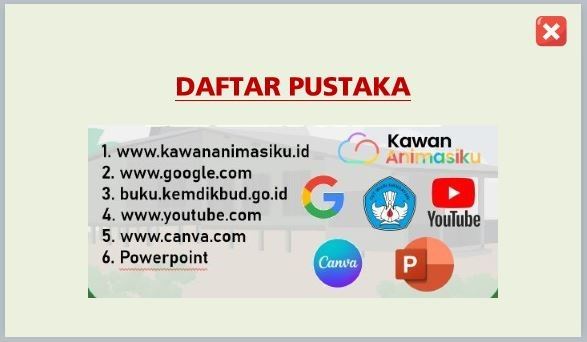 DAFTAR PUSTAKA
1. www.kawananimasiku.id
2. www.google.com
3. buku.kemdikbud.go.id
4. www.youtube.com
5. www.canva.com
6. Powerpoint
Kawan
Animasiku
YouTube
Canva
P